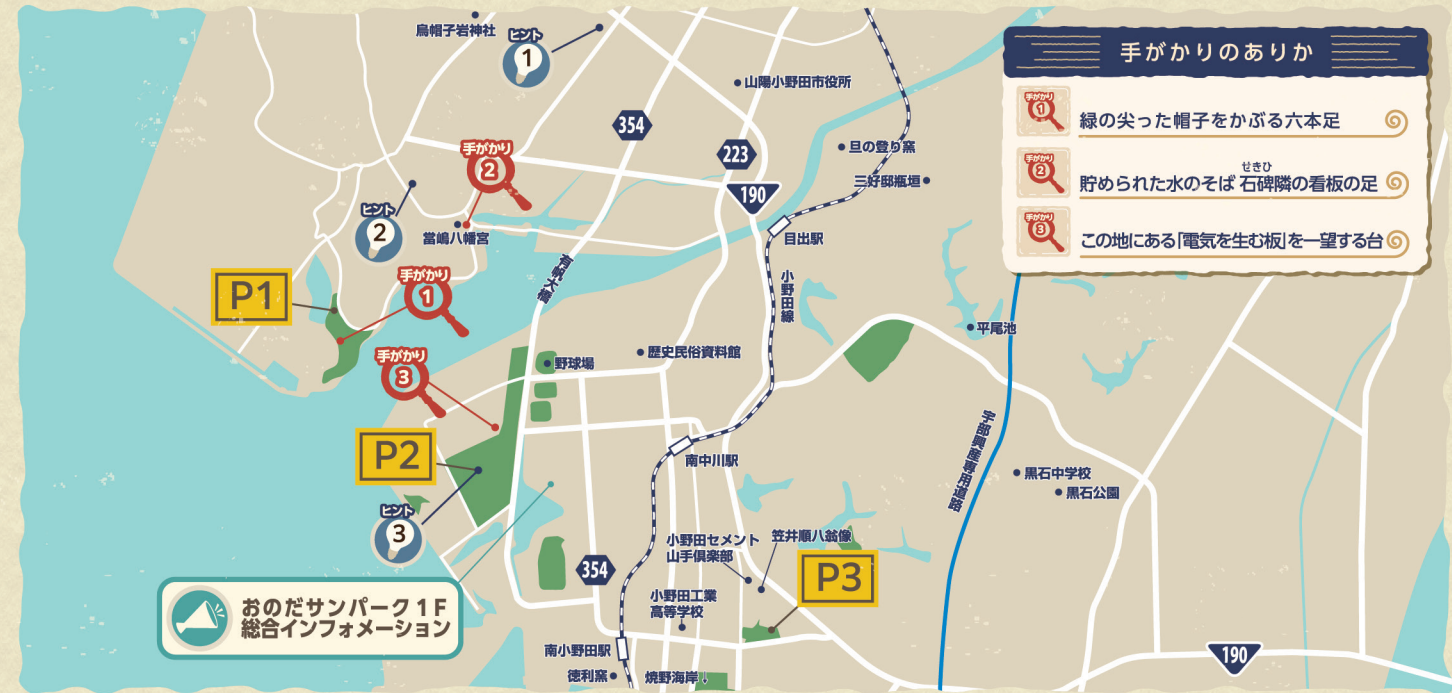 烏帽子岩神社
ヒント
1
手がかりのありか
手がかり
1
緑の尖った帽子をかぶる六本足
手がかり
2
せきひ
貯められた水のそば 石碑隣の看板の足
手がかり
3
この地にある「電気を生む板」を一望する台
山陽小野田市役所
354
223
190
旦の登り窯
三好邸瓶垣
手がかり
2
ヒント
2
當嶋八幡宮
目出駅
有帆大橋
小野田線
P1
手がかり
1
手がかり
3
野球場
歴史民俗資料館
平尾池
P2
南中川駅
宇部興産専用道路
黒石中学校
黒石公園
ヒント
3
小野田セメント
山手倶楽部
笠井順八翁像
P3
354
小野田工業
高等学校
おのだサンパーク1F
総合インフォメーション
南小野田駅
徳利窯
焼野海岸↓
190